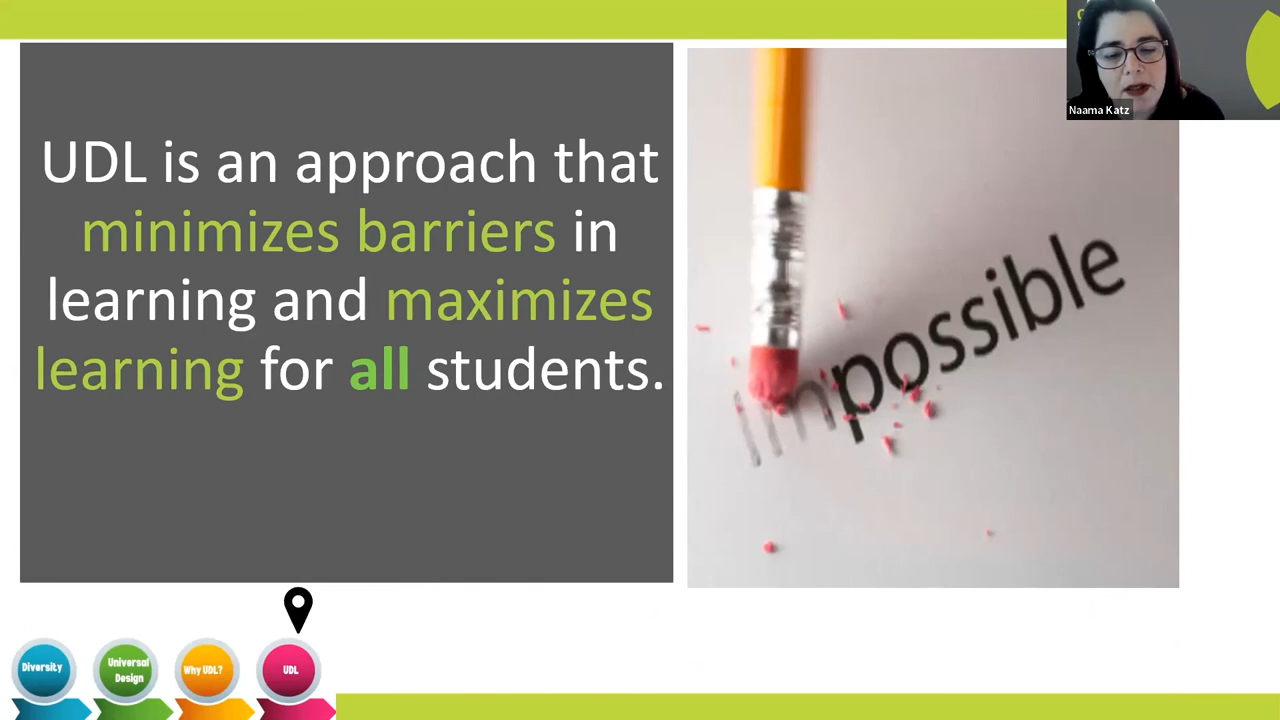 UDL is an approach that
minimizes barriers in
learning and maximizes
learning for all students.
impossible
Naama Katz
Diversity
Universal
Design
Why UDL?
UDL